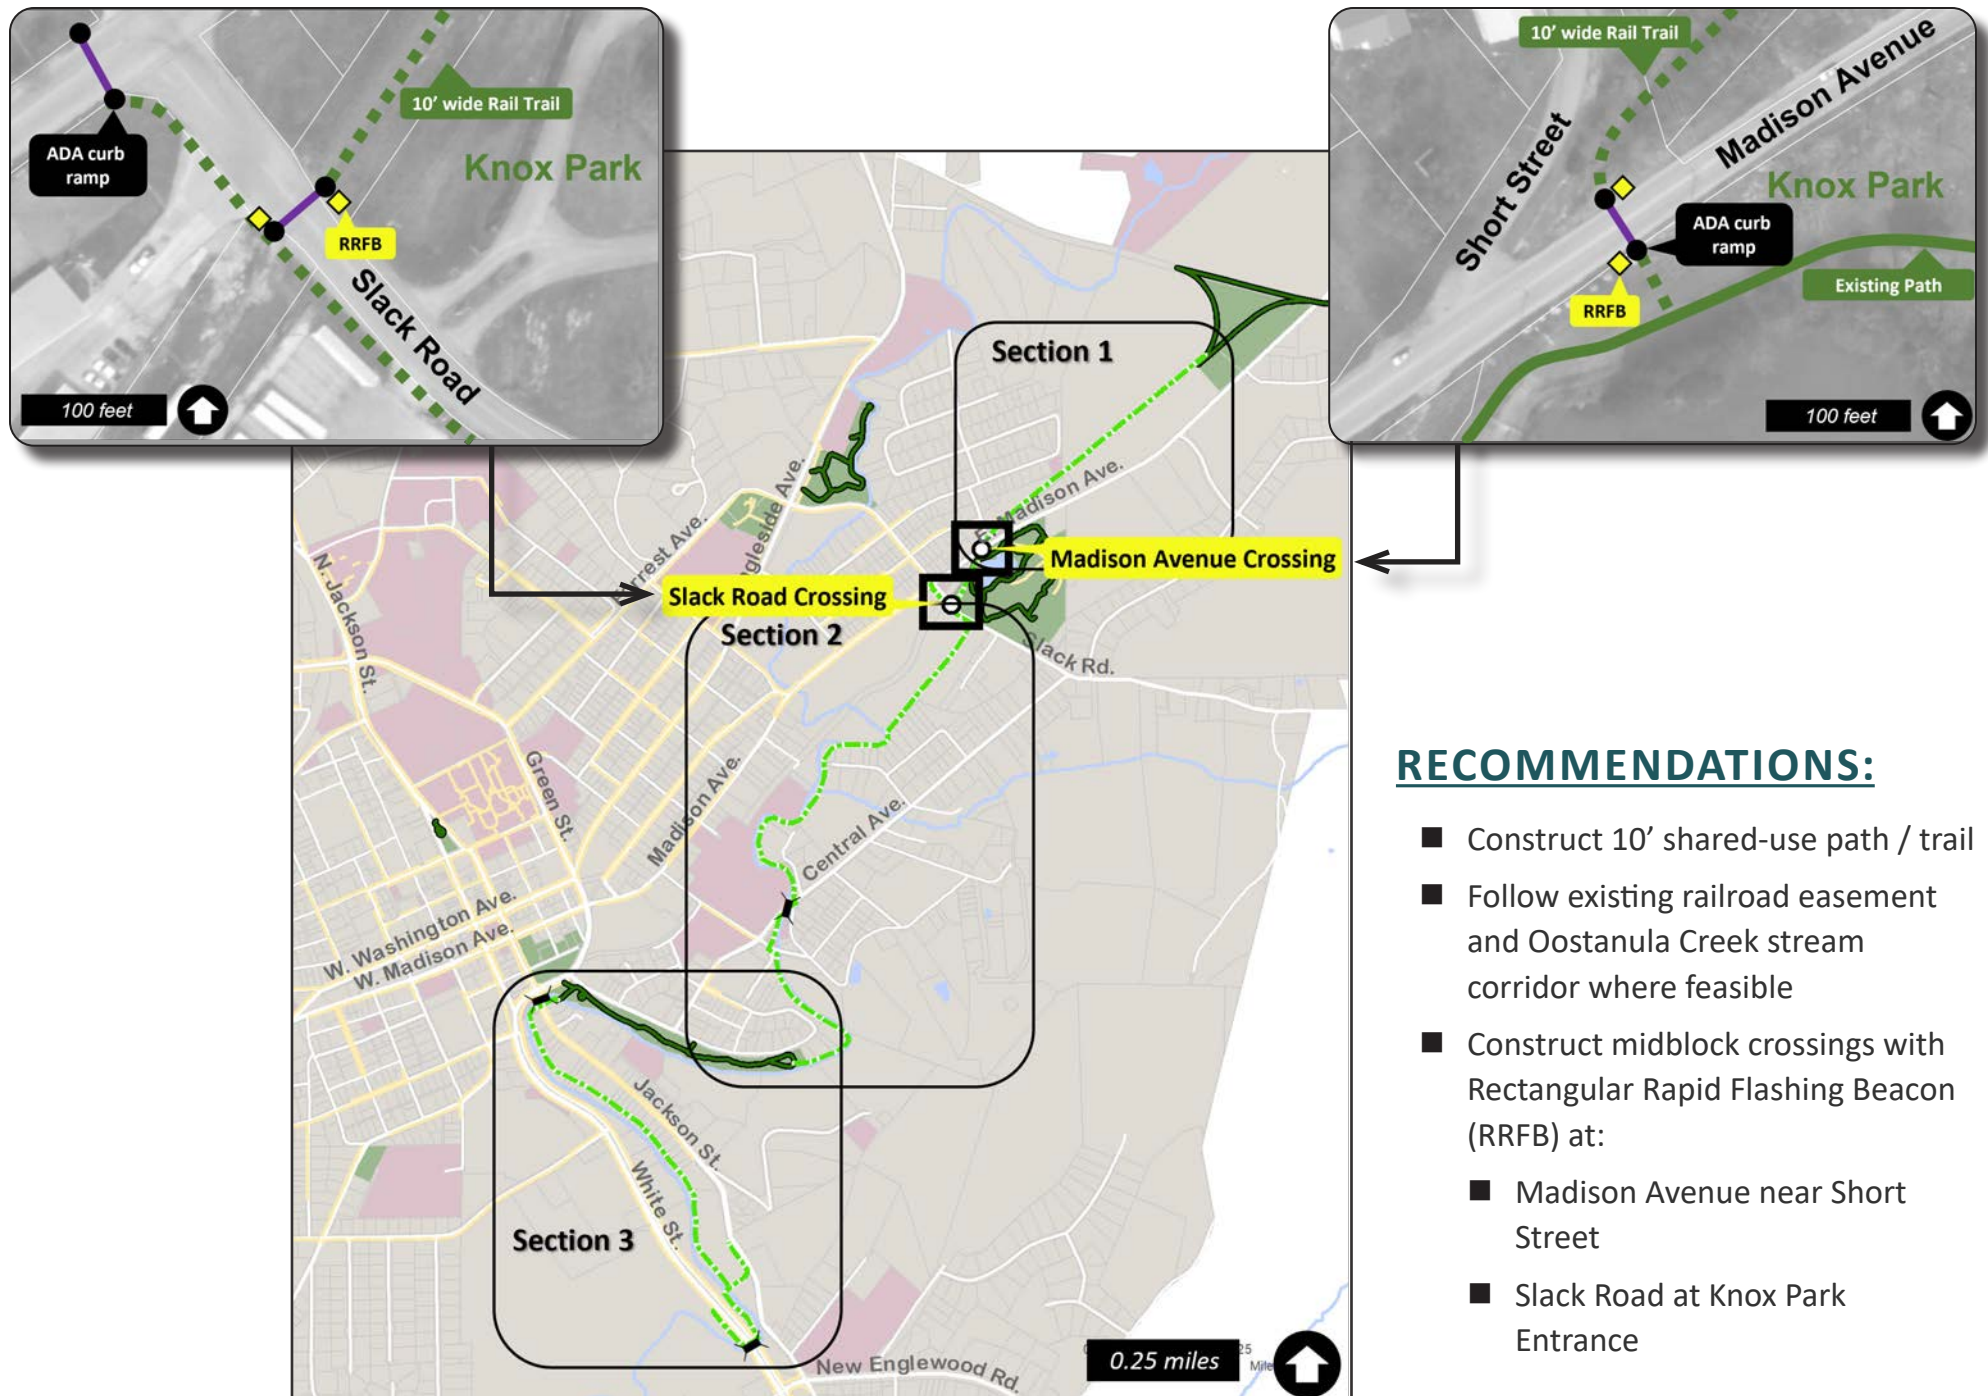 10' wide Rail Trail
Knox Park
ADA curb
ramp
RRFB
Slack Road
100 feet
10' wide Rail Trail
Madison Avenue
Short Street
Knox Park
ADA curb
ramp
Existing Path
RRFB
100 feet
Section 1
E. Madison Ave.
Madison Avenue Crossing
Slack Road Crossing
Section 2
Slack Rd.
Ingleside Ave.
Forrest Ave.
N. Jackson St.
Green St.
Madison Ave.
Central Ave.
W. Washington Ave.
W. Madison Ave.
Jackson St.
White St.
Section 3
New Englewood Rd.
0.25 miles
RECOMMENDATIONS:
■ Construct 10’ shared-use path / trail
■ Follow existing railroad easement
and Oostanula Creek stream
corridor where feasible
■ Construct midblock crossings with
Rectangular Rapid Flashing Beacon
(RRFB) at:
■ Madison Avenue near Short
Street
■ Slack Road at Knox Park
Entrance